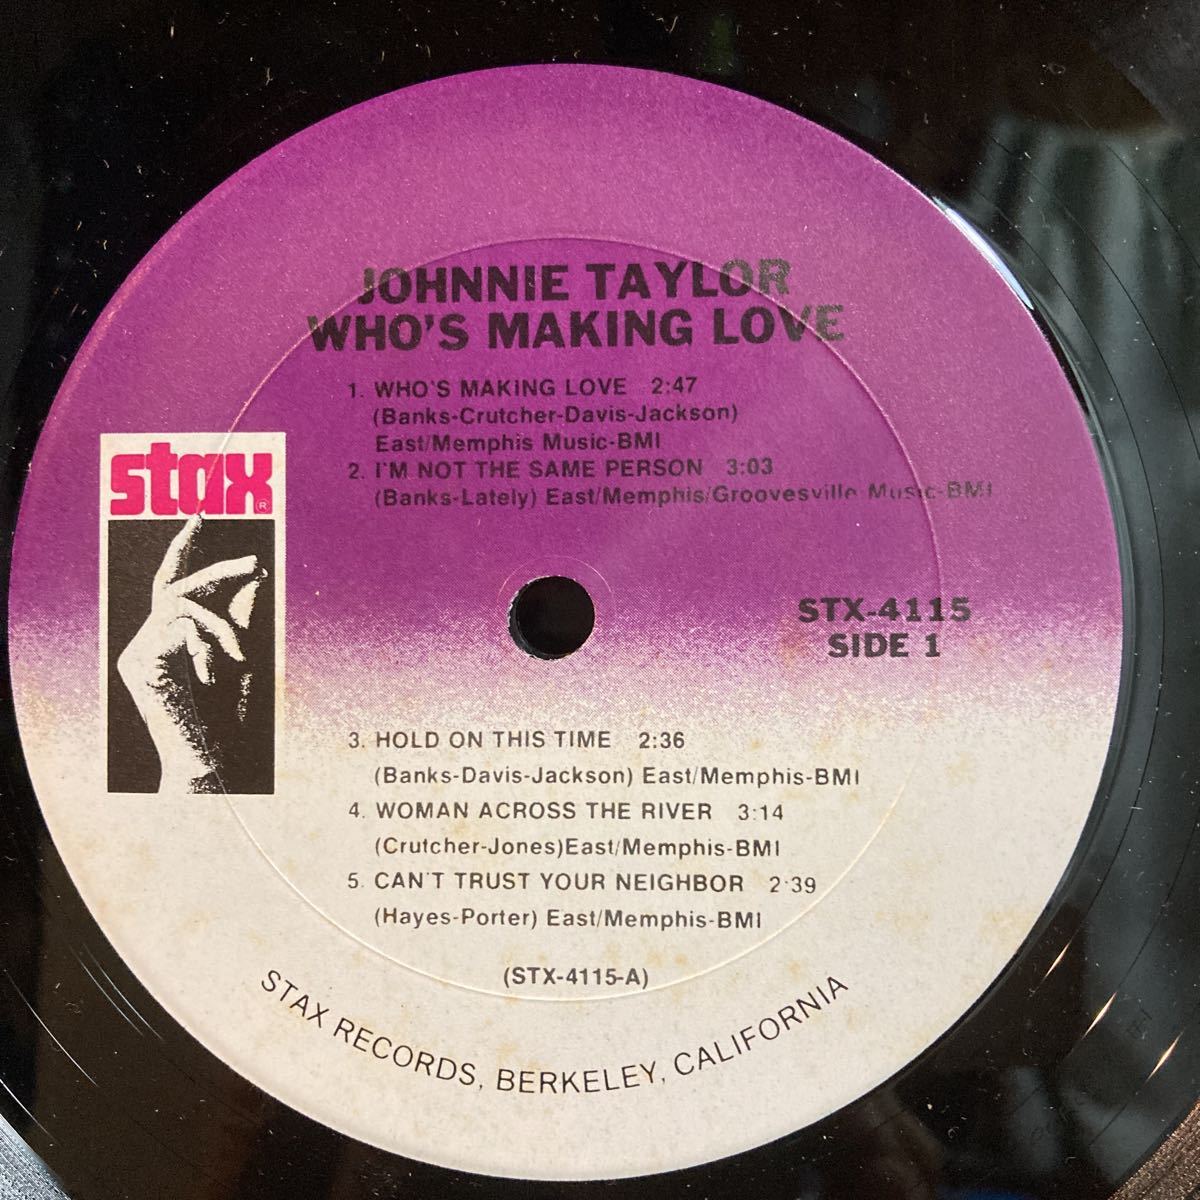 JOHNNIE TAYLOR
WHO'S MAKING LOVE
1. WHO'S MAKING LOVE 2:47
(Banks-Crutcher-Davis-Jackson)
East/Memphis Music-BMI
2. I'M NOT THE SAME PERSON 3:03
(Banks-Lately) East/Memphis/Groovesville Music-BMI
stax®
STX-4115
SIDE 1
3. HOLD ON THIS TIME 2:36
(Banks-Davis-Jackson) East/Memphis-BMI
4. WOMAN ACROSS THE RIVER 3:14
(Crutcher-Jones)East/Memphis-BMI
5. CAN'T TRUST YOUR NEIGHBOR 2:39
(Hayes-Porter) East/Memphis-BMI
(STX-4115-A)
STAX RECORDS, BERKELEY, CALIFORNIA